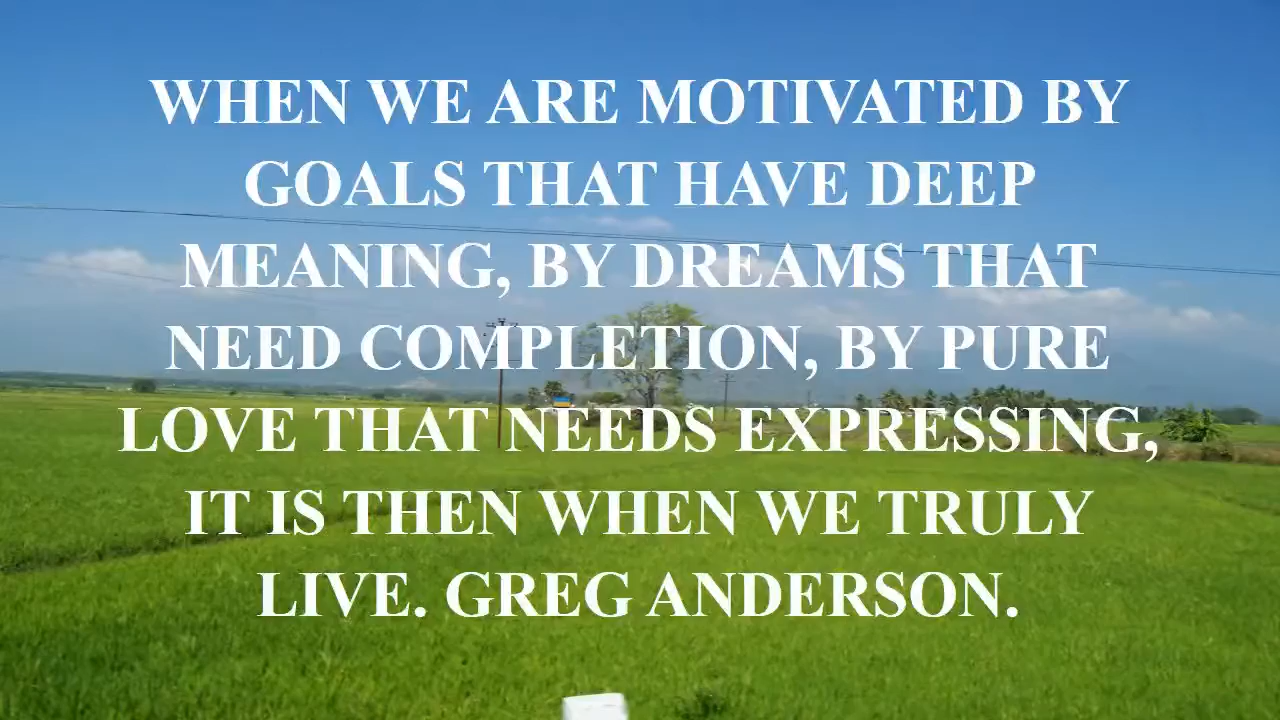 WHEN WE ARE MOTIVATED BY
GOALS THAT HAVE DEEP
MEANING, BY DREAMS THAT
NEED COMPLETION, BY PURE
LOVE THAT NEEDS EXPRESSING,
IT IS THEN WHEN WE TRULY
LIVE. GREG ANDERSON.